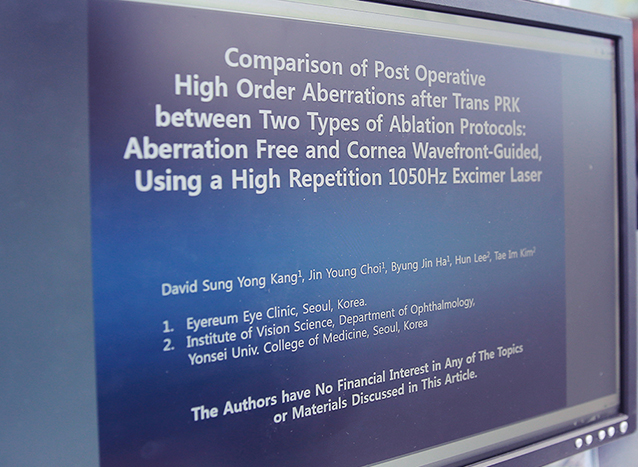 Comparison of Post Operative
High Order Aberrations after Trans PRK
between Two Types of Ablation Protocols:
Aberration Free and Cornea Wavefront-Guided,
Using a High Repetition 1050Hz Excimer Laser
David Sung Yong Kang¹, Jin Young Choi¹, Byung Jin Ha¹, Hun Lee², Tae Im Kim²
1. Eyereum Eye Clinic, Seoul, Korea.
2. Institute of Vision Science, Department of Ophthalmology,
Yonsei Univ. College of Medicine, Seoul, Korea
The Authors have No Financial Interest in Any of The Topics
or Materials Discussed in This Article.